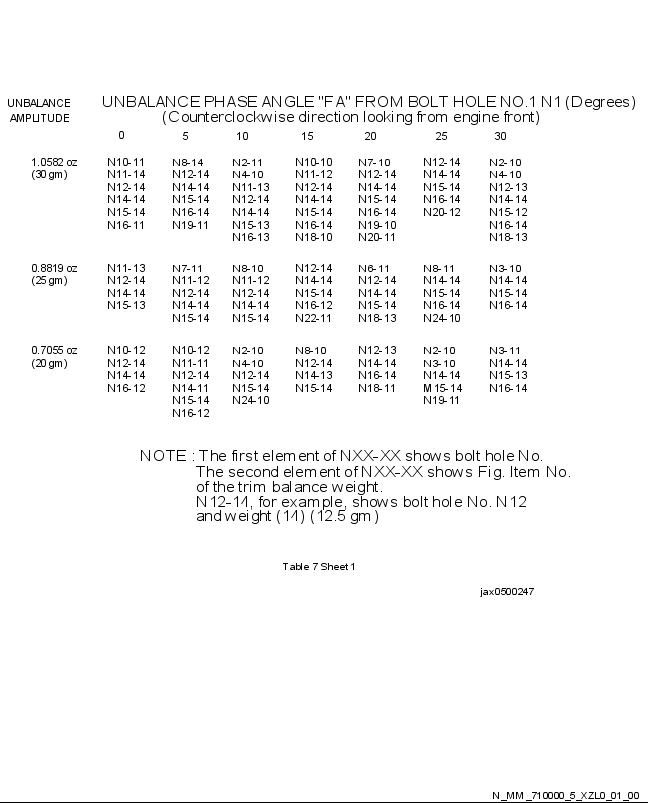 UNBALANCE UNBALANCE PHASE ANGLE "FA" FROM BOLT HOLE NO.1 N1 (Degrees)
AMPLITUDE (Counterclockwise direction looking from engine front)
0 5 10 15 20 25 30
1.0582 oz N10-11 N8-14 N2-11 N10-10 N7-10 N12-14 N2-10
(30 gm) N11-14 N12-14 N4-10 N11-12 N12-14 N14-14 N4-10
N12-14 N14-14 N11-13 N12-14 N14-14 N15-14 N12-13
N14-14 N15-14 N12-14 N14-14 N15-14 N16-14 N14-14
N15-14 N16-14 N14-14 N15-14 N16-14 N20-12 N15-12
N16-11 N19-11 N15-13 N16-14 N19-10 N16-14
N16-13 N18-10 N20-11 N18-13
0.8819 oz N11-13 N7-11 N8-10 N12-14 N6-11 N8-11 N3-10
(25 gm) N12-14 N11-12 N11-12 N14-14 N12-14 N14-14 N14-14
N14-14 N12-14 N12-14 N15-14 N14-14 N15-14 N15-14
N15-13 N14-14 N14-14 N16-12 N15-14 N16-14 N16-14
N15-14 N15-14 N22-11 N18-13 N24-10
0.7055 oz N10-12 N10-12 N2-10 N8-10 N12-13 N2-10 N3-11
(20 gm) N12-14 N11-11 N4-10 N12-14 N14-14 N3-10 N14-14
N14-14 N12-14 N12-14 N14-13 N16-14 N14-14 N15-13
N16-12 N14-11 N15-14 N15-14 N18-11 M15-14 N16-14
N15-14 N24-10 N19-11
N16-12
NOTE : The first element of NXX-XX shows bolt hole No.
The second element of NXX-XX shows Fig. Item No.
of the trim balance weight.
N12-14, for example, shows bolt hole No. N12
and weight (14) (12.5 gm)
Table 7 Sheet 1
jax0500247
N_MM_710000_5_XZL0_01_00